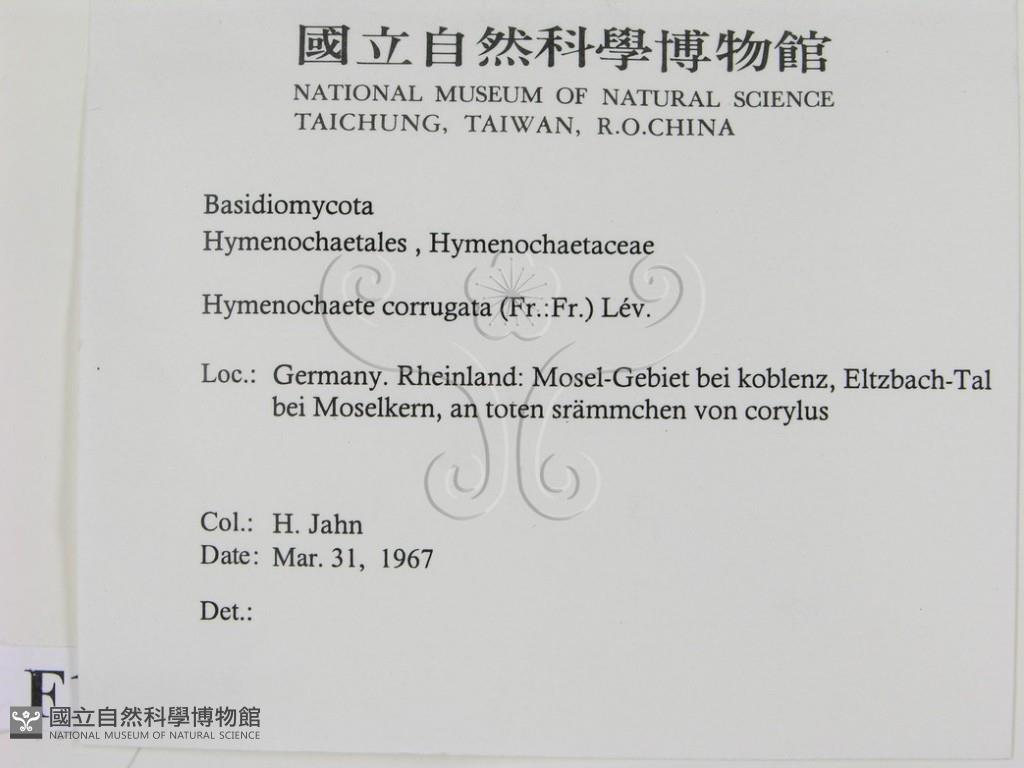 國立自然科學博物館
NATIONAL MUSEUM OF NATURAL SCIENCE
TAICHUNG, TAIWAN, R.O.CHINA
Basidiomycota
Hymenochaetales , Hymenochaetaceae
Hymenochaete corrugata (Fr.:Fr.) Lév.
Loc.: Germany. Rheinland: Mosel-Gebiet bei koblenz, Eltzbach-Tal
bei Moselkern, an toten srämmchen von corylus
Col.: H. Jahn
Date: Mar. 31, 1967
Det.:
國立自然科學博物館
NATIONAL MUSEUM OF NATURAL SCIENCE